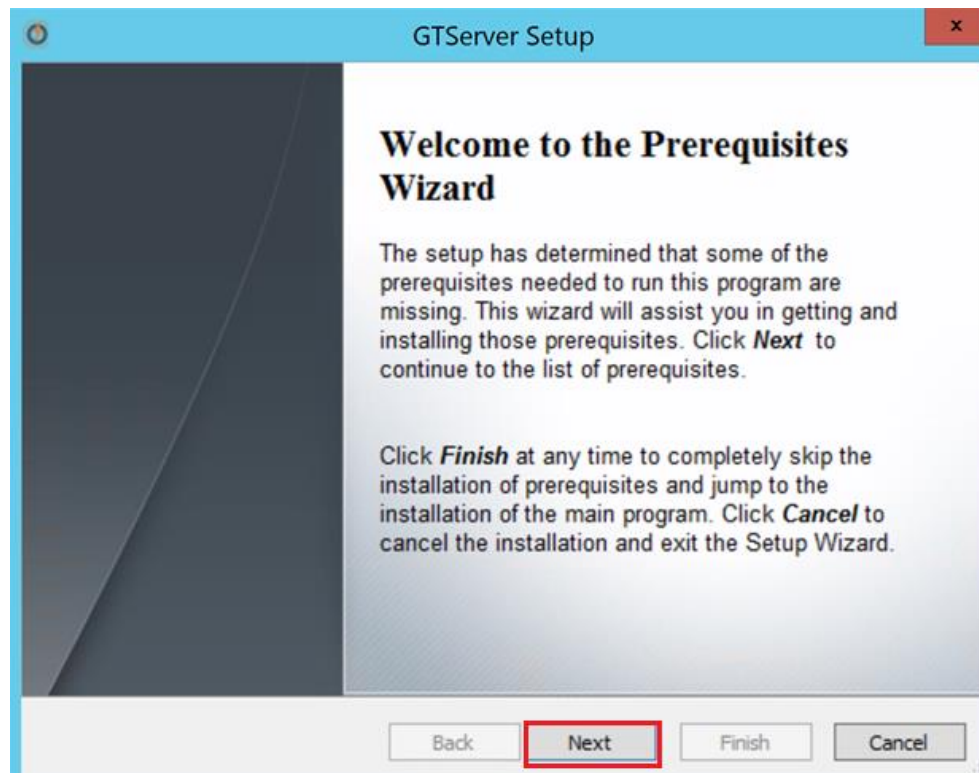 GTServer Setup
x
Welcome to the Prerequisites
Wizard
The setup has determined that some of the
prerequisites needed to run this program are
missing. This wizard will assist you in getting and
installing those prerequisites. Click Next to
continue to the list of prerequisites.
Click Finish at any time to completely skip the
installation of prerequisites and jump to the
installation of the main program. Click Cancel to
cancel the installation and exit the Setup Wizard.
Back Next Finish Cancel